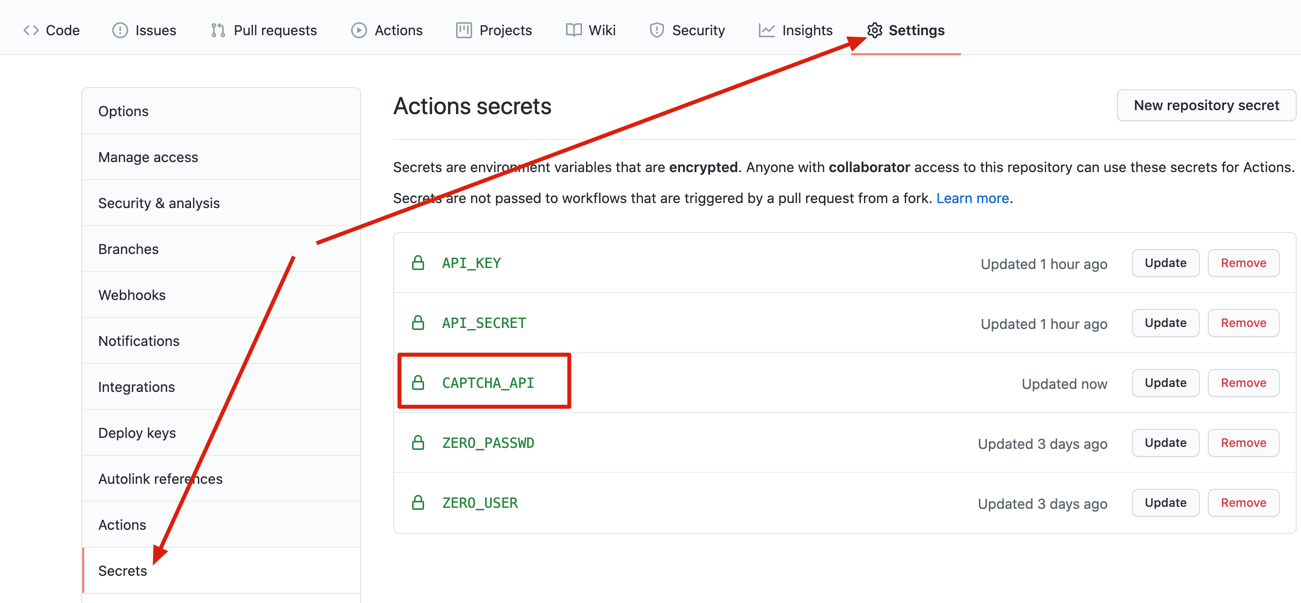 Code Issues Pull requests Actions Projects Wiki Security Insights Settings
Options
Manage access
Security & analysis
Branches
Webhooks
Notifications
Integrations
Deploy keys
Autolink references
Actions
Secrets
Actions secrets
New repository secret
Secrets are environment variables that are encrypted. Anyone with collaborator access to this repository can use these secrets for Actions.
Secrets are not passed to workflows that are triggered by a pull request from a fork. Learn more.
API_KEY Updated 1 hour ago Update Remove
API_SECRET Updated 1 hour ago Update Remove
CAPTCHA_API Updated now Update Remove
ZERO_PASSWD Updated 3 days ago Update Remove
ZERO_USER Updated 3 days ago Update Remove